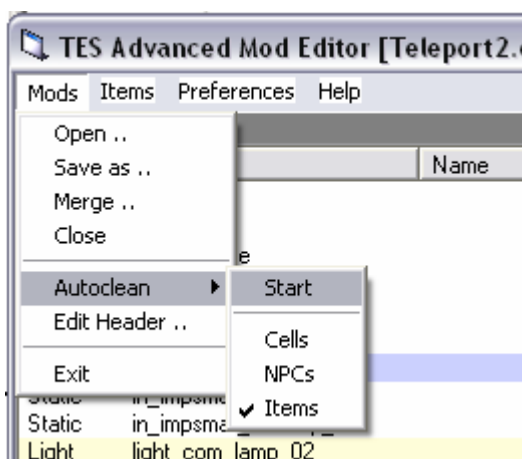 TES Advanced Mod Editor [Teleport2.
Mods Items Preferences Help
Open ..
Name
Save as ..
Merge ..
Close
Autoclean
Start
Edit Header ..
Cells
Exit
NPCs
Items
Static
Static
Light light_com_lamp_02